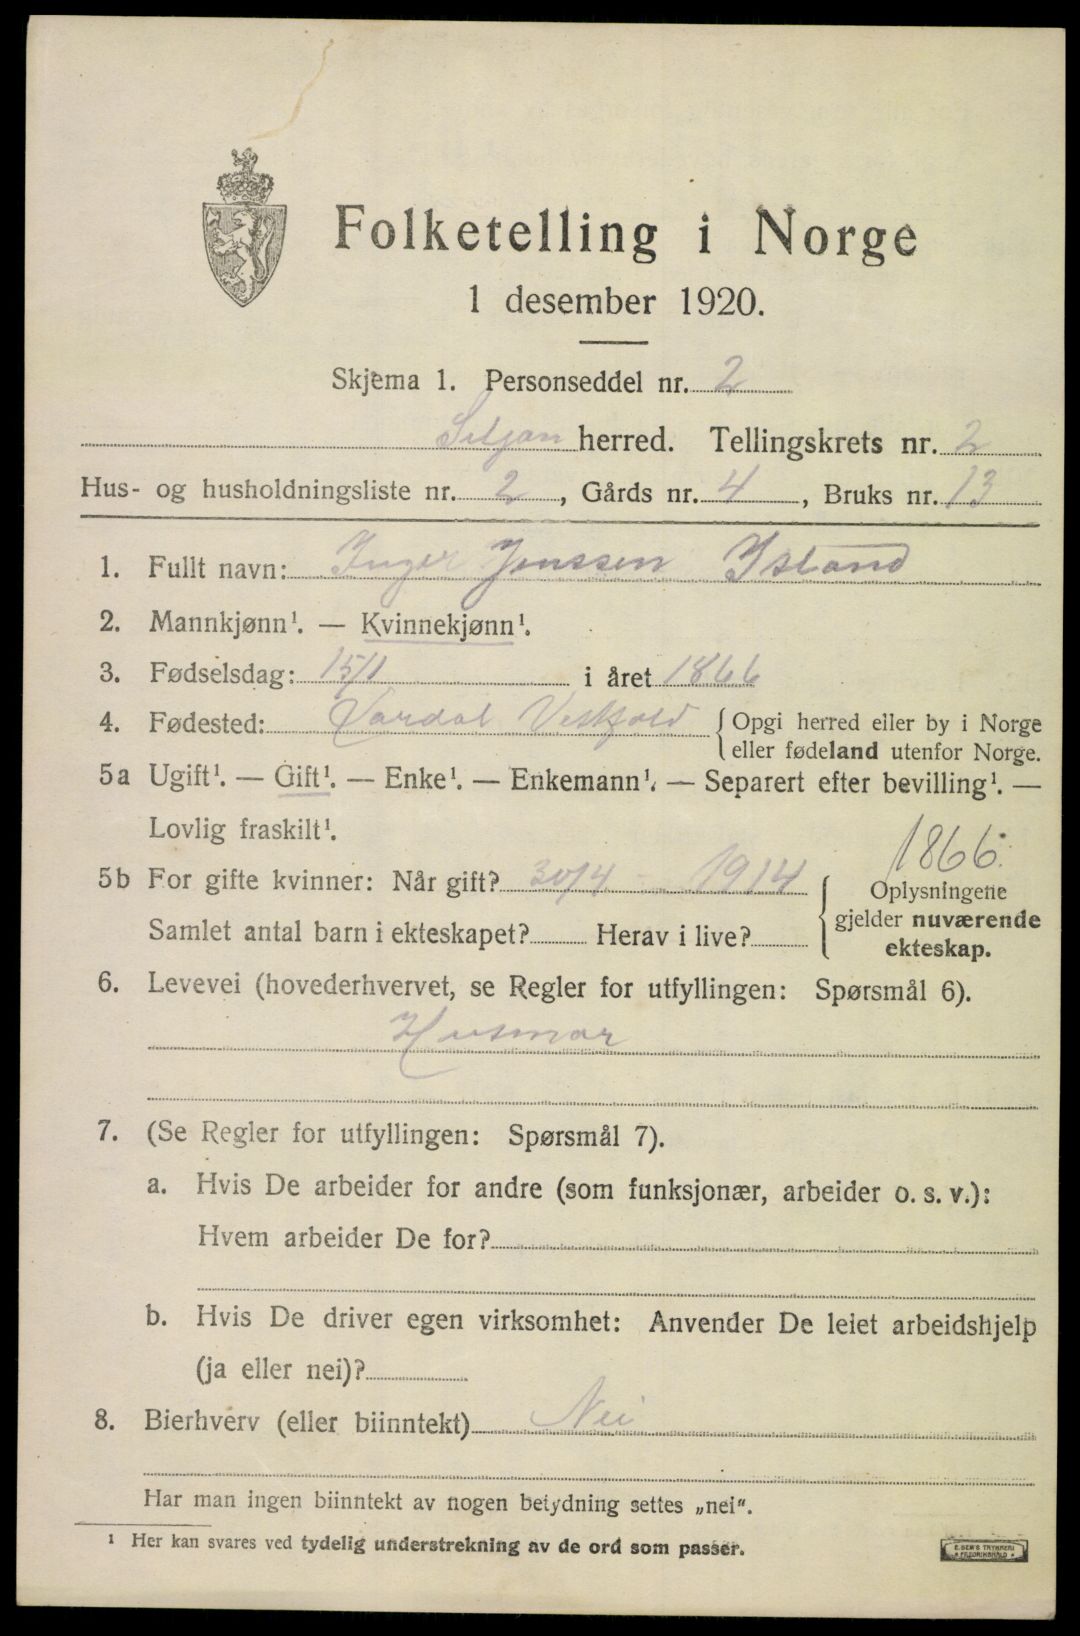 Folketelling i Norge
1 desember 1920.
Skjema 1. Personseddel nr. 2
Siljan herred. Tellingskrets nr. 2
Hus- og husholdningsliste nr. 2, Gårds nr. 4, Bruks nr. 13
1. Fullt navn: Inger Jonssen Island
2. Mannkjønn¹. — Kvinnekjønn¹.
3. Fødselsdag: 15/1 i året 1866
4. Fødested: Vardal Vestfold { Opgi herred eller by i Norge
eller fødeland utenfor Norge.
5a Ugift¹. — Gift¹. — Enke¹. — Enkemann¹. — Separert efter bevilling¹. —
Lovlig fraskilt¹.
1866.
5b For gifte kvinner: Når gift? 30/4 - 1914 { Oplysningene
gjelder nuværende
Samlet antal barn i ekteskapet? Herav i live?
ekteskap.
6. Levevei (hovederhvervet, se Regler for utfyllingen: Spørsmål 6).
Husmor
7. (Se Regler for utfyllingen: Spørsmål 7).
a. Hvis De arbeider for andre (som funksjonær, arbeider o. s. v.):
Hvem arbeider De for?
b. Hvis De driver egen virksomhet: Anvender De leiet arbeidshjelp
(ja eller nei)?
8. Bierhverv (eller biinntekt) Nei
Har man ingen biinntekt av nogen betydning settes „nei".
¹ Her kan svares ved tydelig understrekning av de ord som passer.
E. SEM'S TRYKKERI
FREDRIKSHALD